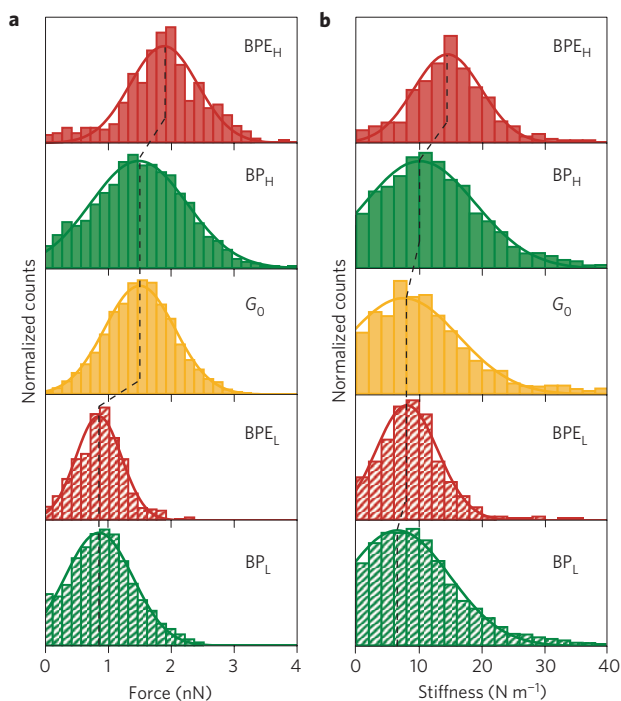 a
BPE_H
BP_H
G_0
BPE_L
BP_L
Normalized counts
0 1 2 3 4
Force (nN)
b
BPE_H
BP_H
G_0
BPE_L
BP_L
Normalized counts
0 10 20 30 40
Stiffness (N m⁻¹)